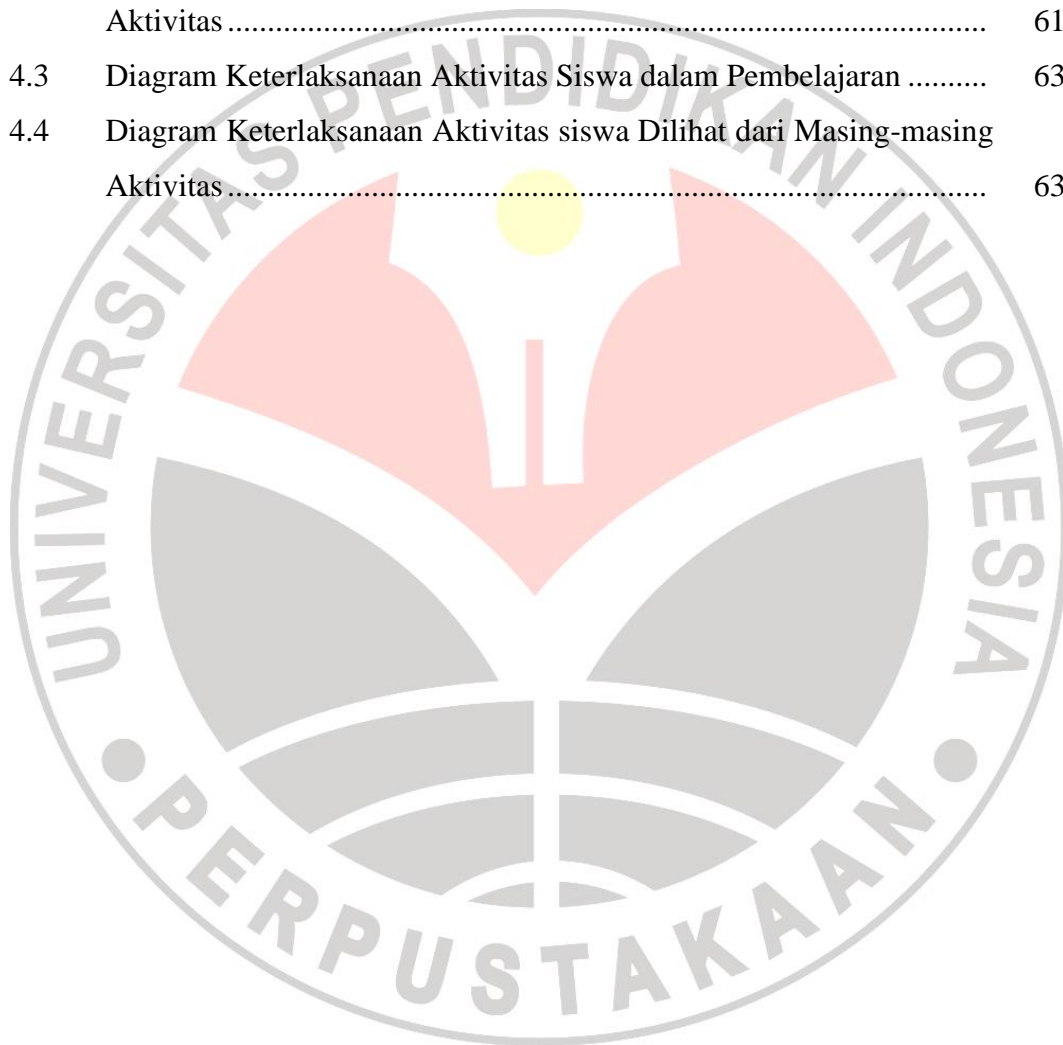 Aktivitas ................................................................................................ 61
4.3 Diagram Keterlaksanaan Aktivitas Siswa dalam Pembelajaran .......... 63
4.4 Diagram Keterlaksanaan Aktivitas siswa Dilihat dari Masing-masing
Aktivitas ................................................................................................ 63
UNIVERSITAS PENDIDIKAN INDONESIA
PERPUSTAKAAN